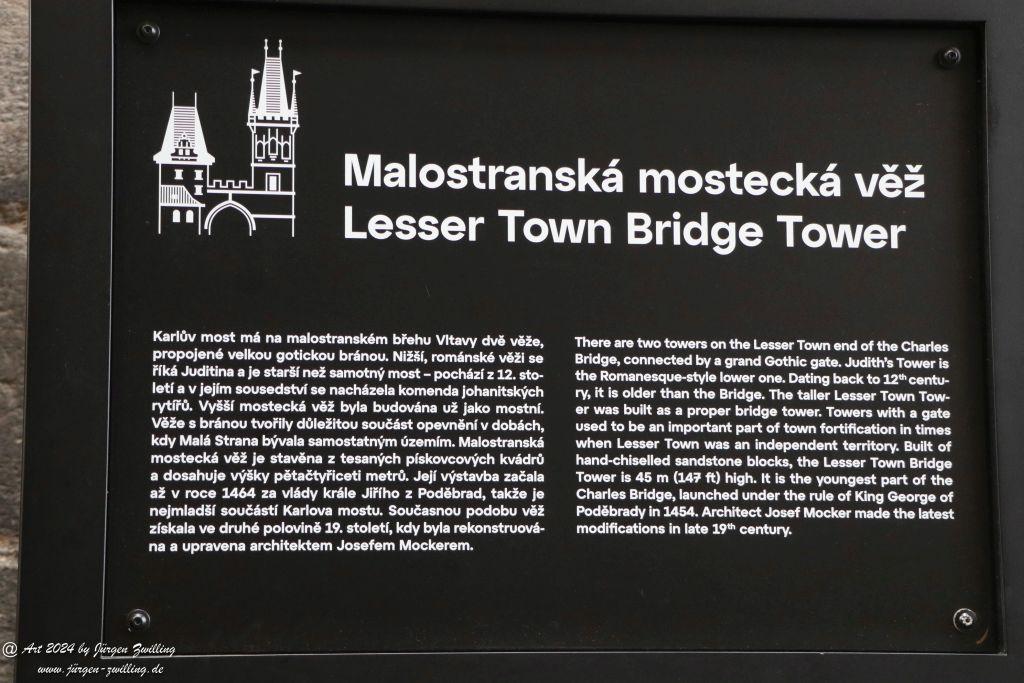 Malostranská mostecká věž
Lesser Town Bridge Tower
Karlův most má na malostranském břehu Vltavy dvě věže,
propojené velkou gotickou bránou. Nižší, románské věži se
říká Juditina a je starší než samotný most – pochází z 12. sto-
letí a v jejím sousedství se nacházela komenda johanitských
rytířů. Vyšší mostecká věž byla budována už jako mostní.
Věže s bránou tvořily důležitou součást opevnění v dobách,
kdy Malá Strana bývala samostatným územím. Malostranská
mostecká věž je stavěna z tesaných pískovcových kvádrů
a dosahuje výšky pětačtyřiceti metrů. Její výstavba začala
až v roce 1464 za vlády krále Jiřího z Poděbrad, takže je
nejmladší součástí Karlova mostu. Současnou podobu věž
získala ve druhé polovině 19. století, kdy byla rekonstruová-
na a upravena architektem Josefem Mockerem.
There are two towers on the Lesser Town end of the Charles
Bridge, connected by a grand Gothic gate. Judith's Tower is
the Romanesque-style lower one. Dating back to 12th centu-
ry, it is older than the Bridge. The taller Lesser Town Tow-
er was built as a proper bridge tower. Towers with a gate
used to be an important part of town fortification in times
when Lesser Town was an independent territory. Built of
hand-chiselled sandstone blocks, the Lesser Town Bridge
Tower is 45 m (147 ft) high. It is the youngest part of the
Charles Bridge, launched under the rule of King George of
Poděbrady in 1454. Architect Josef Mocker made the latest
modifications in late 19th century.
@ Art 2024 by Jürgen Zwilling
www.jürgen-zwilling.de